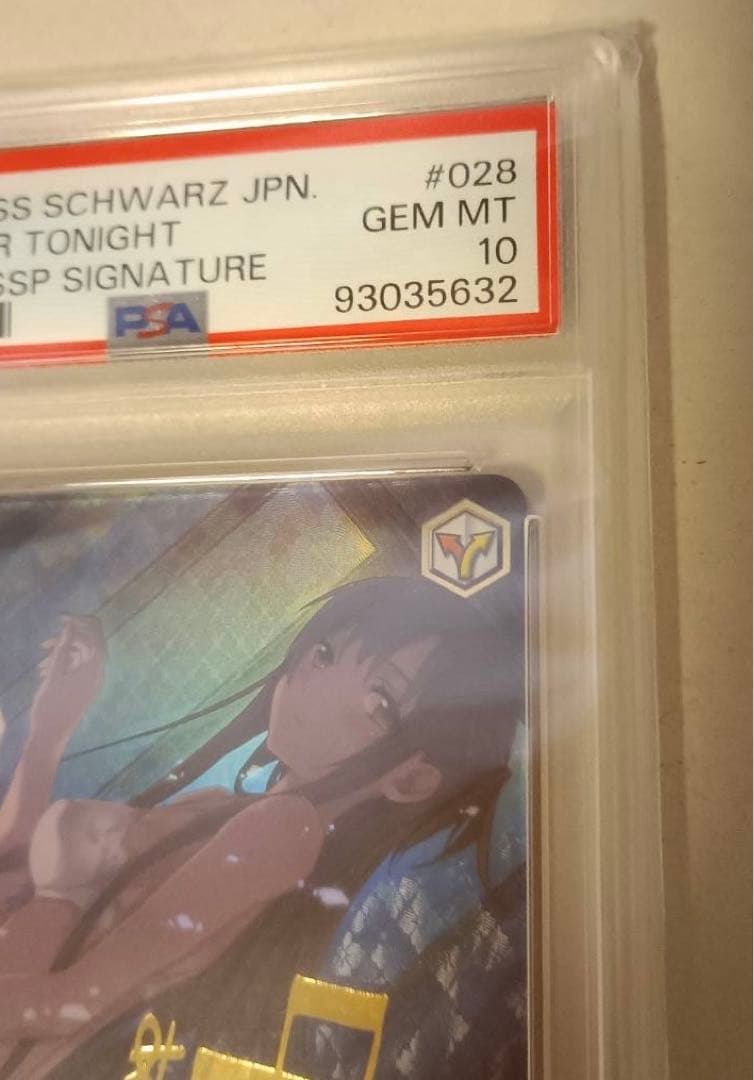 SS SCHWARZ JPN. #028
R TONIGHT GEM MT
SSP SIGNATURE 10
PSA 93035632